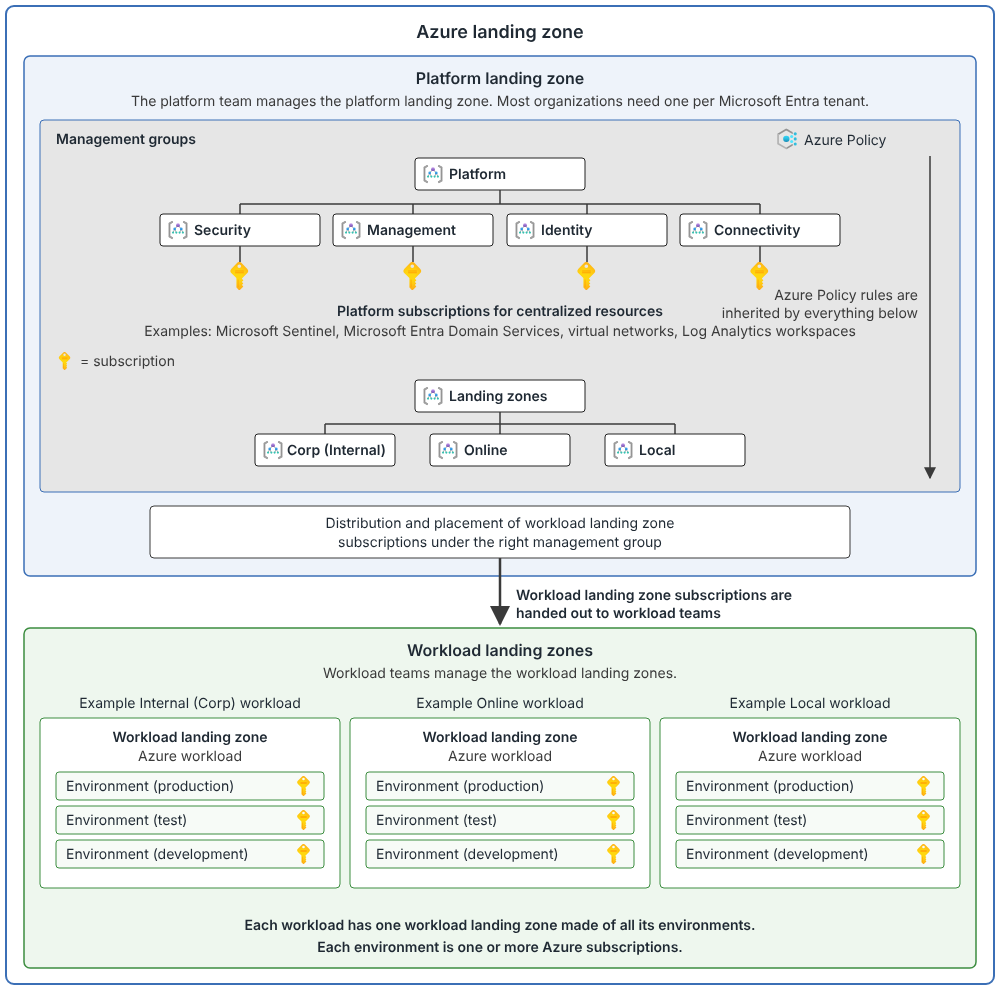 Azure landing zone
Platform landing zone
The platform team manages the platform landing zone. Most organizations need one per Microsoft Entra tenant.
Management groups
Azure Policy
Platform
Security
Management
Identity
Connectivity
Azure Policy rules are
inherited by everything below
Platform subscriptions for centralized resources
Examples: Microsoft Sentinel, Microsoft Entra Domain Services, virtual networks, Log Analytics workspaces
= subscription
Landing zones
Corp (Internal)
Online
Local
Distribution and placement of workload landing zone
subscriptions under the right management group
Workload landing zone subscriptions are
handed out to workload teams
Workload landing zones
Workload teams manage the workload landing zones.
Example Internal (Corp) workload
Workload landing zone
Azure workload
Environment (production)
Environment (test)
Environment (development)
Example Online workload
Workload landing zone
Azure workload
Environment (production)
Environment (test)
Environment (development)
Example Local workload
Workload landing zone
Azure workload
Environment (production)
Environment (test)
Environment (development)
Each workload has one workload landing zone made of all its environments.
Each environment is one or more Azure subscriptions.